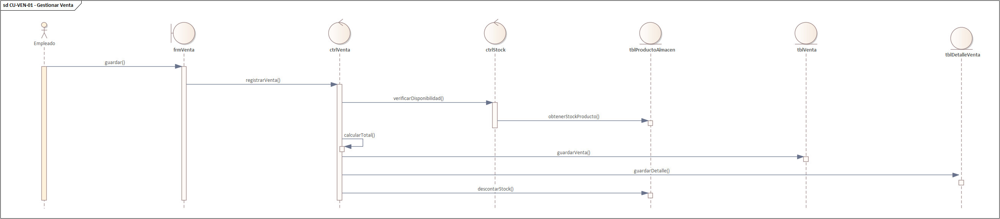 sd CU-VEN-01 - Gestionar Venta
Empleado
frmVenta
ctrlVenta
ctrlStock
tblProductoAlmacen
tblVenta
tblDetalleVenta
guardar()
registrarVenta()
verificarDisponibilidad()
obtenerStockProducto()
calcularTotal()
guardarVenta()
guardarDetalle()
descontarStock()